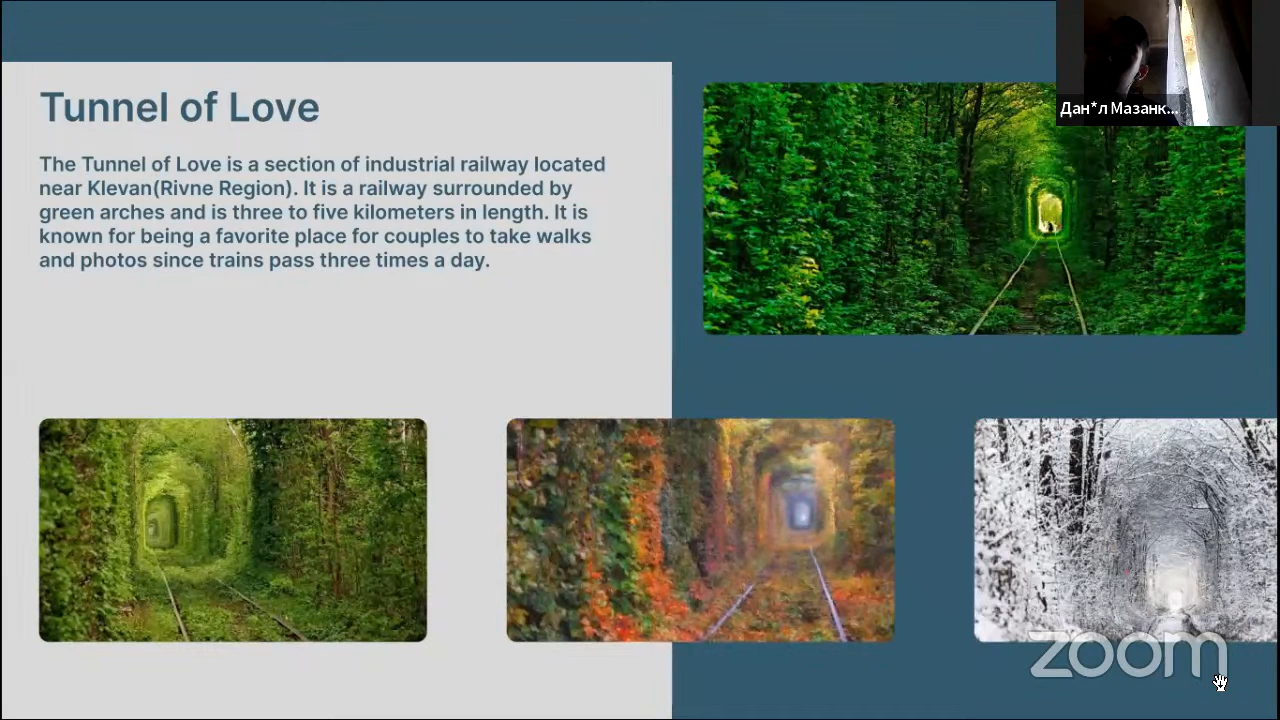 Tunnel of Love
The Tunnel of Love is a section of industrial railway located
near Klevan(Rivne Region). It is a railway surrounded by
green arches and is three to five kilometers in length. It is
known for being a favorite place for couples to take walks
and photos since trains pass three times a day.
Дан*л Мазанк...
zoom